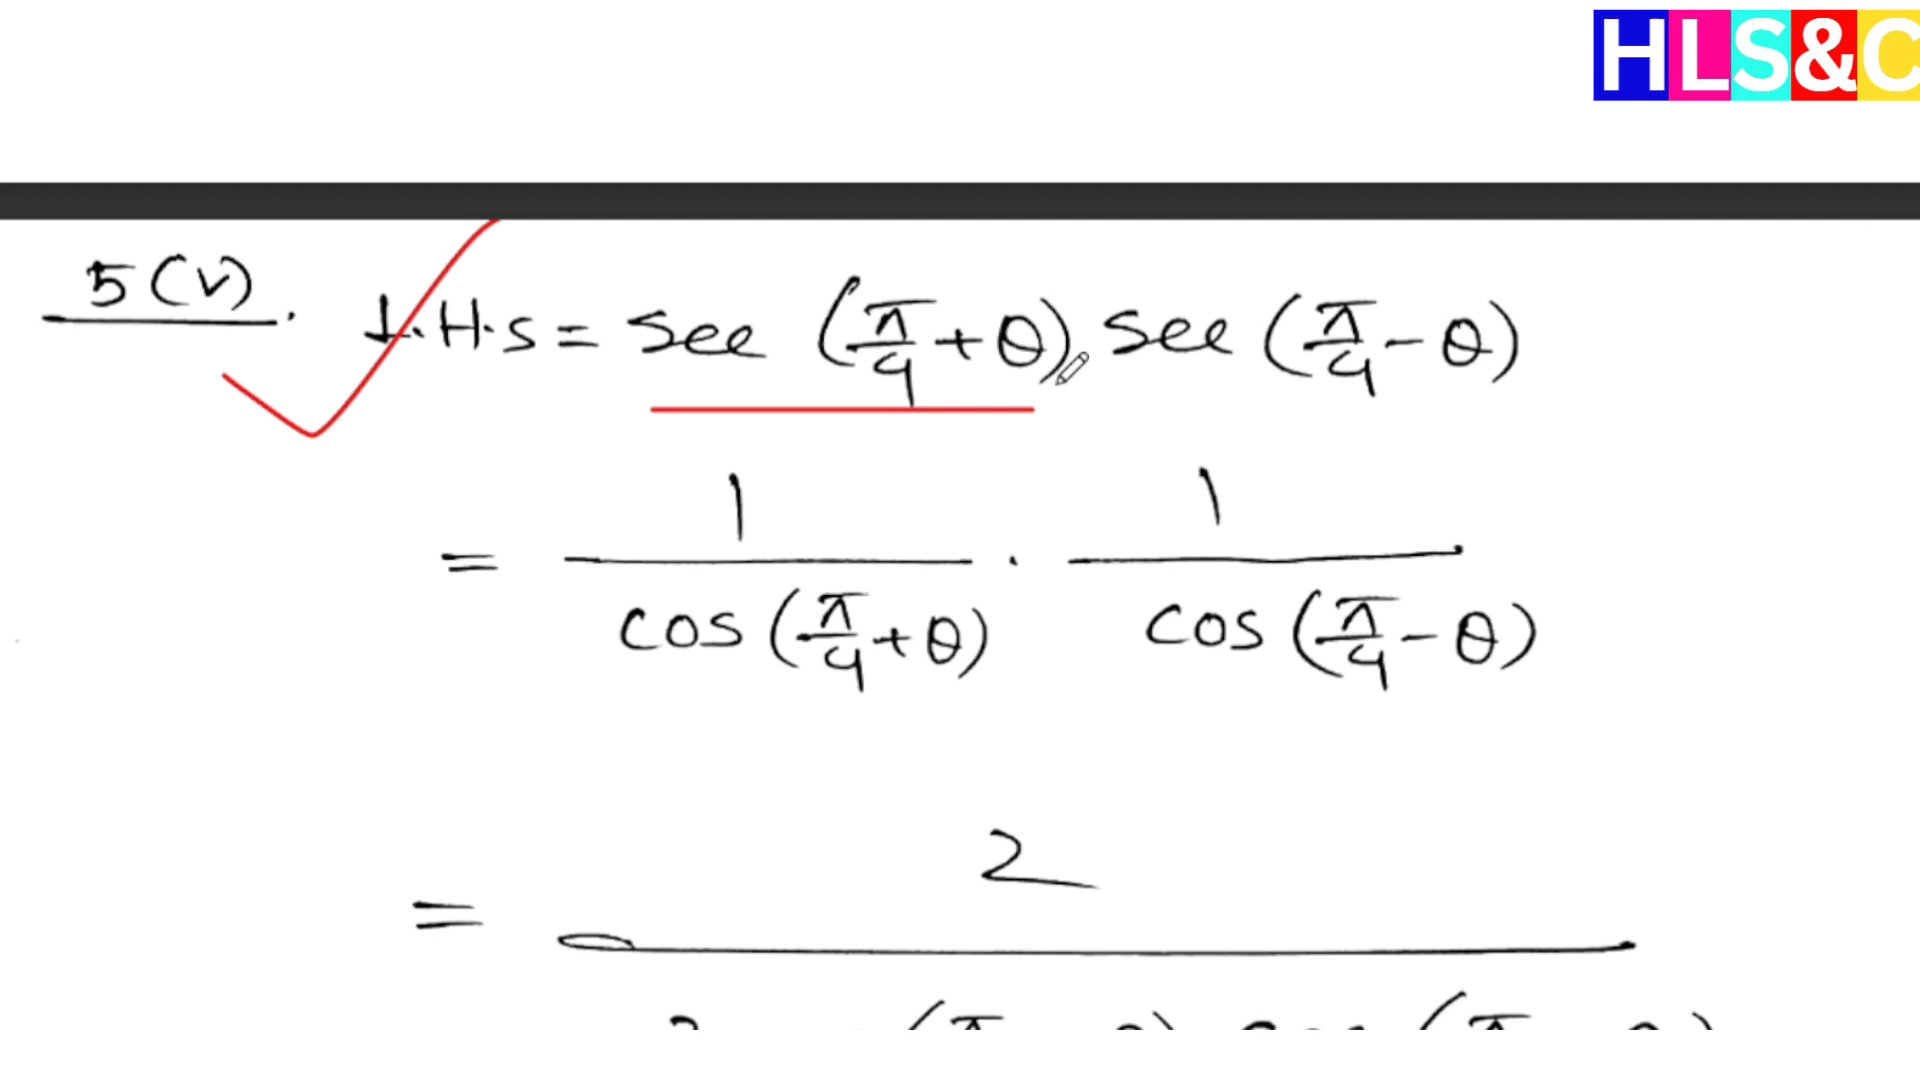 HLS&C
5(v). L.H.S = sec (π/4 + θ). sec (π/4 - θ)
= 1/cos(π/4 + θ) . 1/cos(π/4 - θ)
= 2